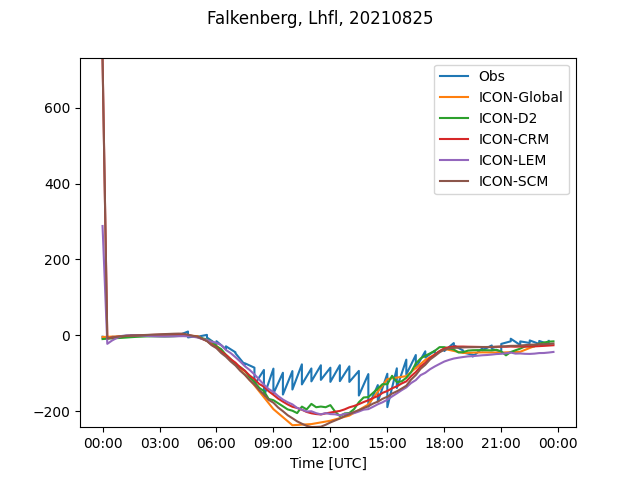 Falkenberg, Lhfl, 20210825
Obs
ICON-Global
ICON-D2
ICON-CRM
ICON-LEM
ICON-SCM
600
400
200
0
−200
00:00 03:00 06:00 09:00 12:00 15:00 18:00 21:00 00:00
Time [UTC]